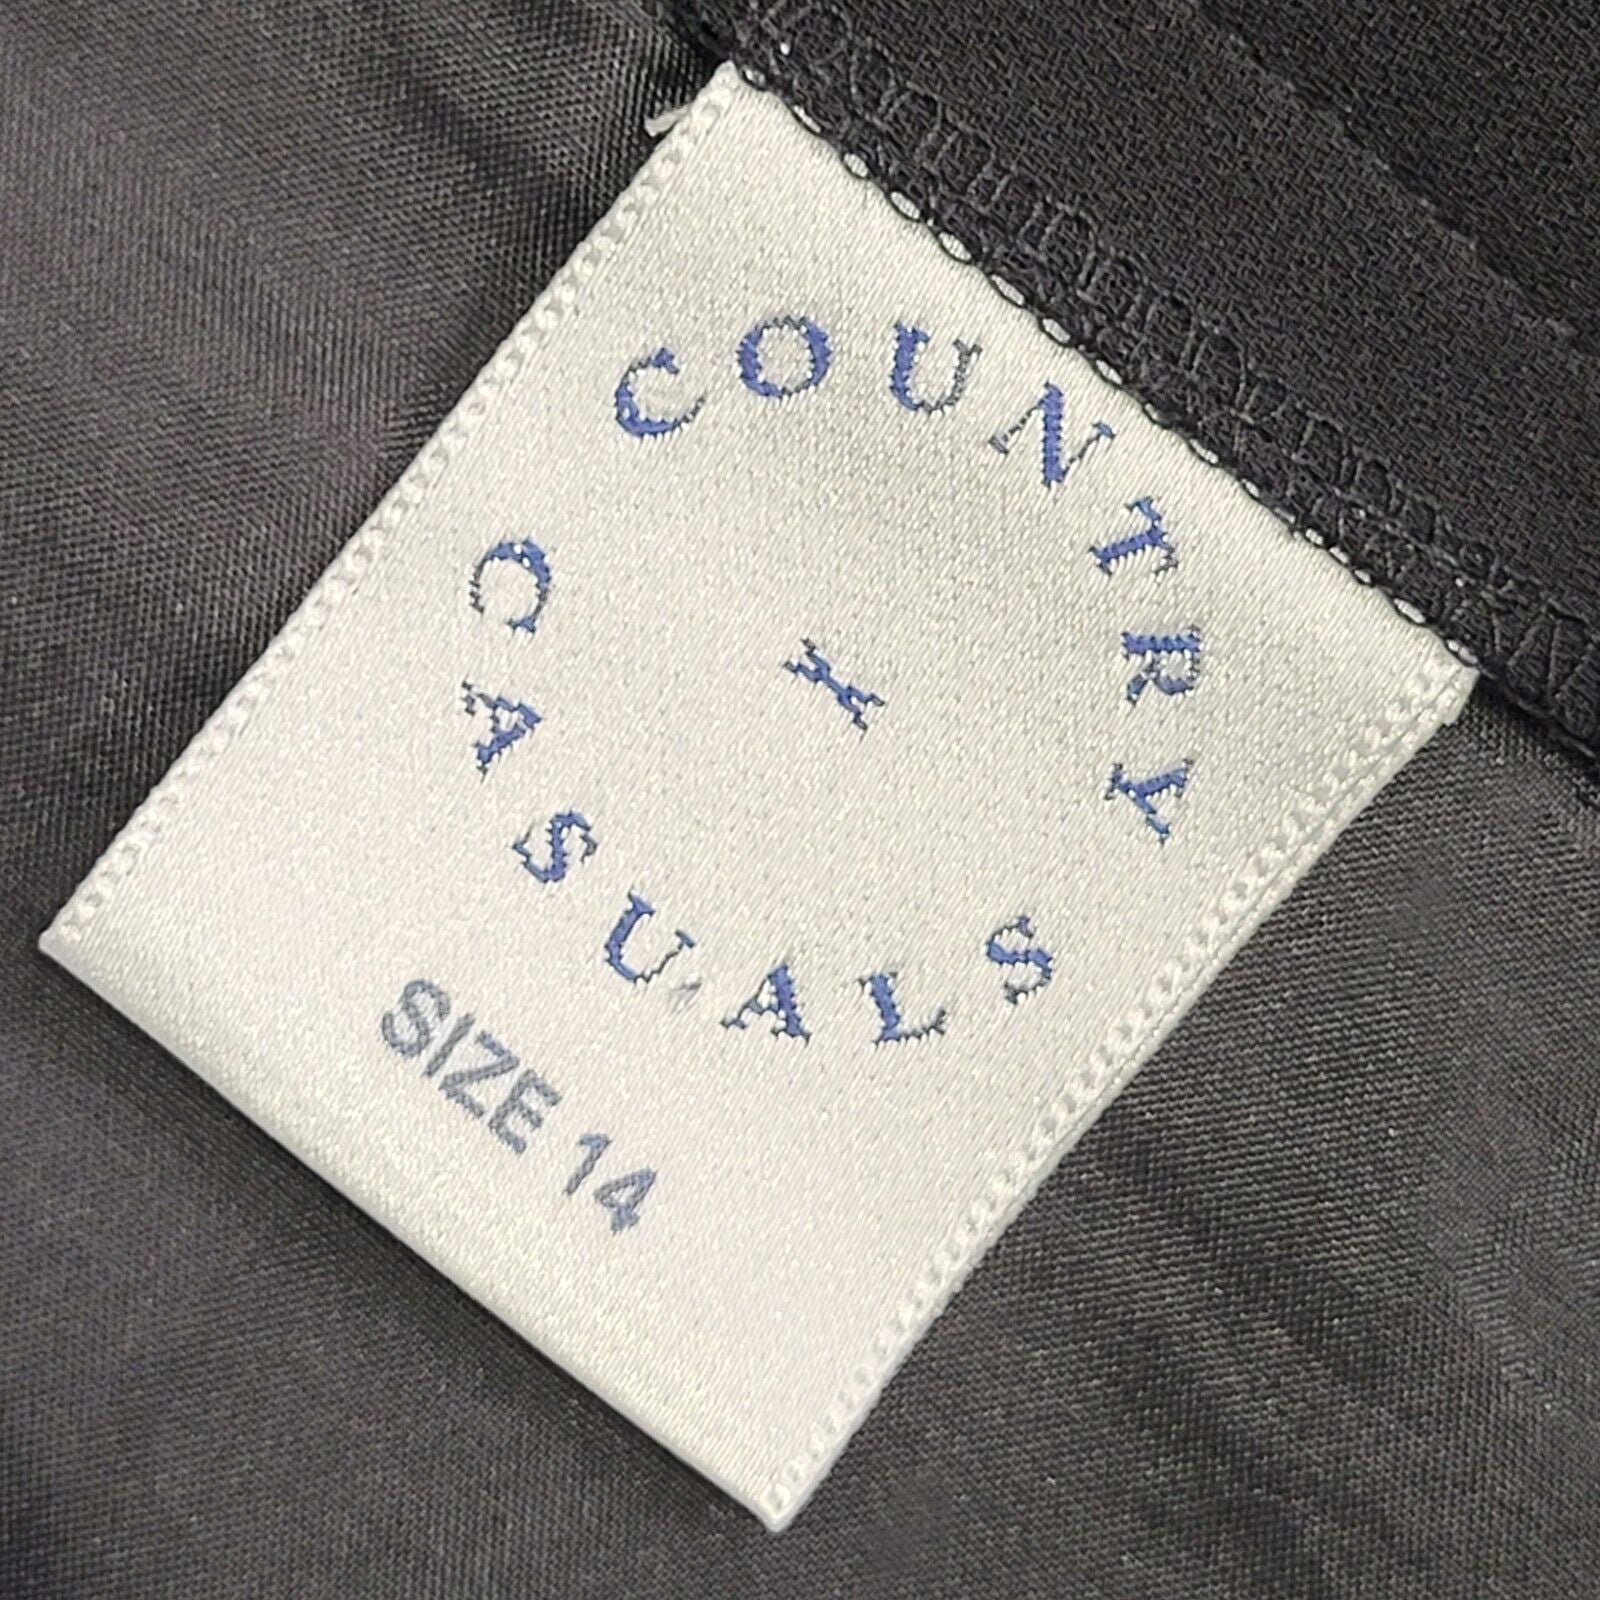 COUNTRY
I
CASUALS
SIZE 14